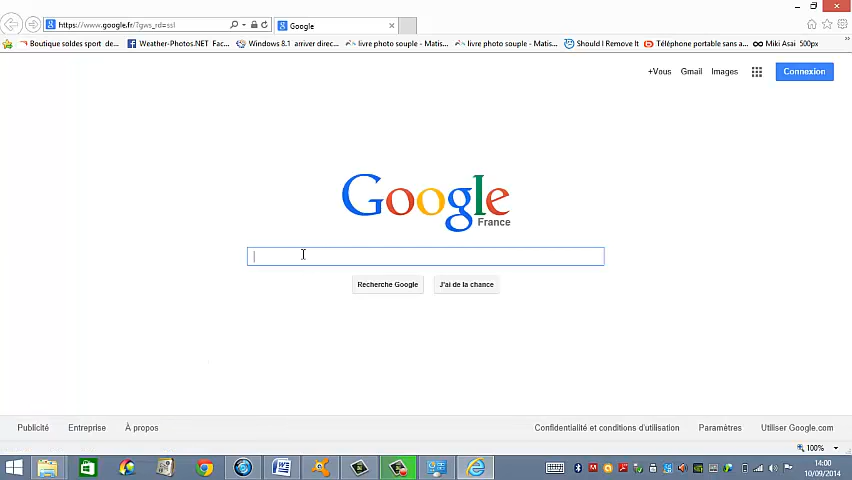 https://www.google.fr/?gws_rd=ssl
Google
Boutique soldes sport de...
Weather-Photos.NET Fac...
Windows 8.1 arriver direc...
livre photo souple - Matis...
livre photo souple - Matis...
Should I Remove It
Téléphone portable sans a...
Miki Asai 500px
+Vous
Gmail
Images
Connexion
Google
France
Recherche Google
J'ai de la chance
Publicité
Entreprise
À propos
Confidentialité et conditions d'utilisation
Paramètres
Utiliser Google.com
100%
14:00
10/09/2014